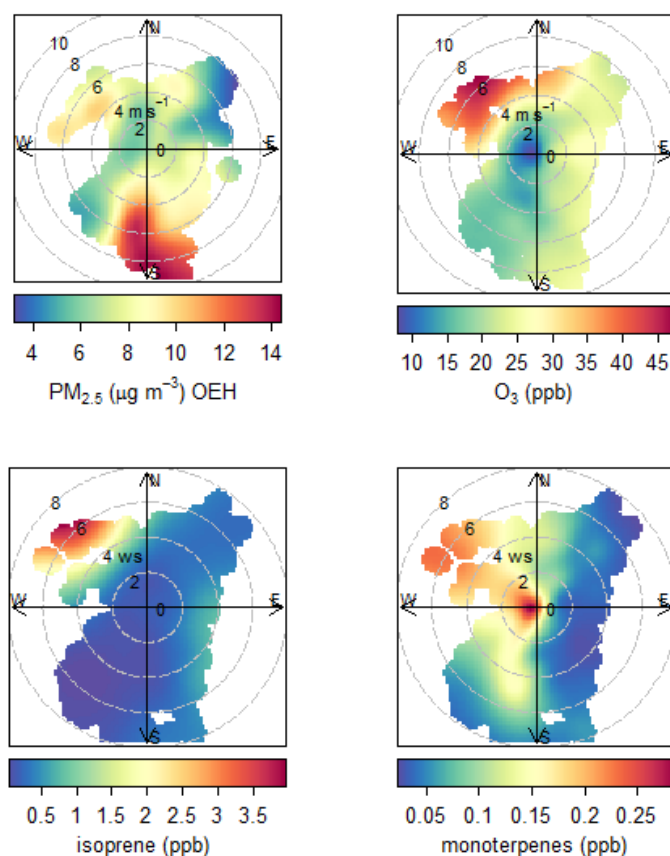 N
10
8
6
4 ms⁻¹
2
W
0
E
S
4 6 8 10 12 14
PM₂.₅ (μg m⁻³) OEH
N
10
8
6
4 ms⁻¹
2
W
0
E
S
10 15 20 25 30 35 40 45
O₃ (ppb)
N
8
6
4 ws
2
W
0
E
S
0.5 1 1.5 2 2.5 3 3.5
isoprene (ppb)
N
8
6
4 ws
2
W
0
E
S
0.05 0.1 0.15 0.2 0.25
monoterpenes (ppb)